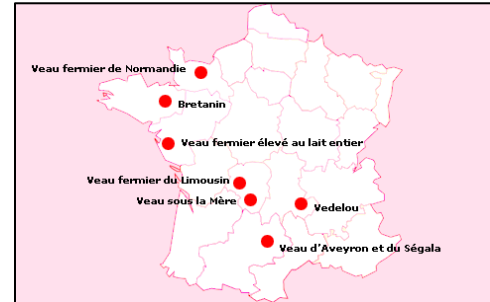 Veau fermier de Normandie
Bretanin
Veau fermier élevé au lait entier
Veau fermier du Limousin
Veau sous la Mère
Vedelou
Veau d'Aveyron et du Ségala